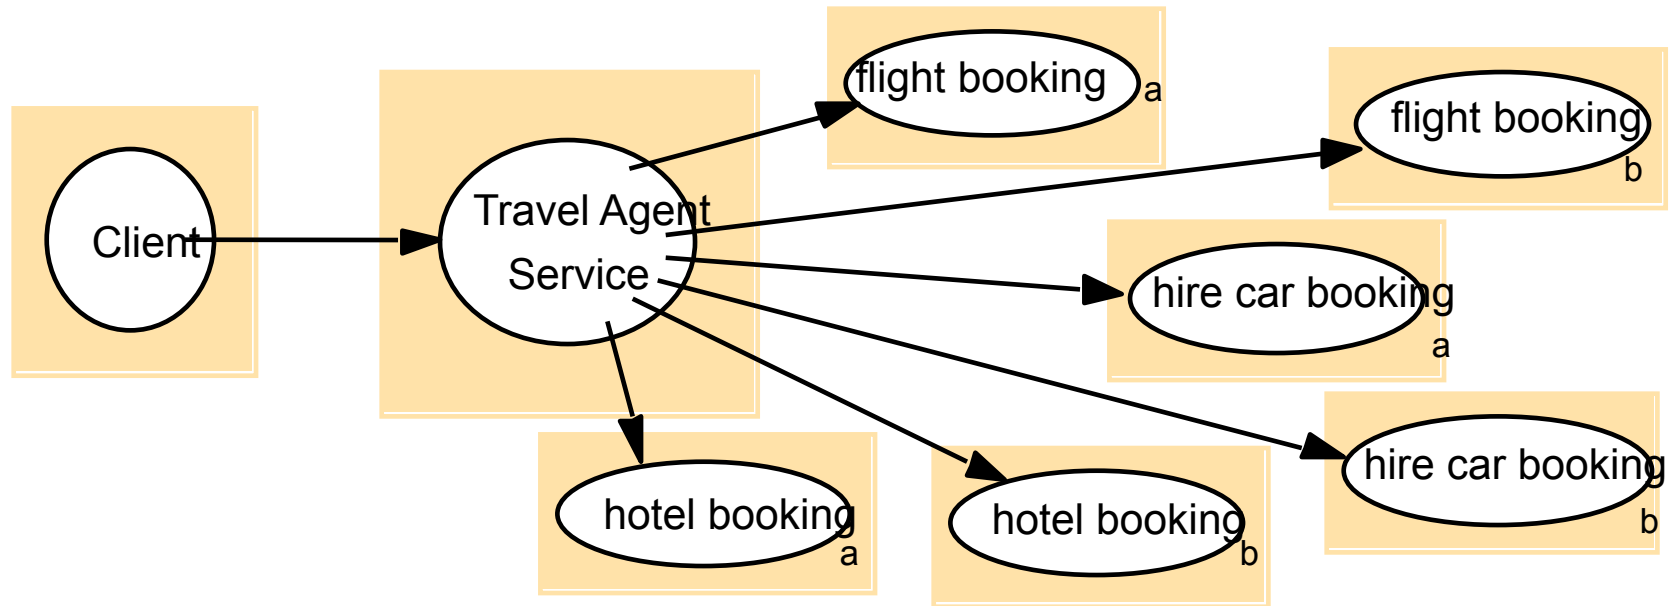 flight booking
a
flight booking
b
Client
Travel Agent
Service
hire car booking
a
hire car booking
b
hotel booking
a
hotel booking
b